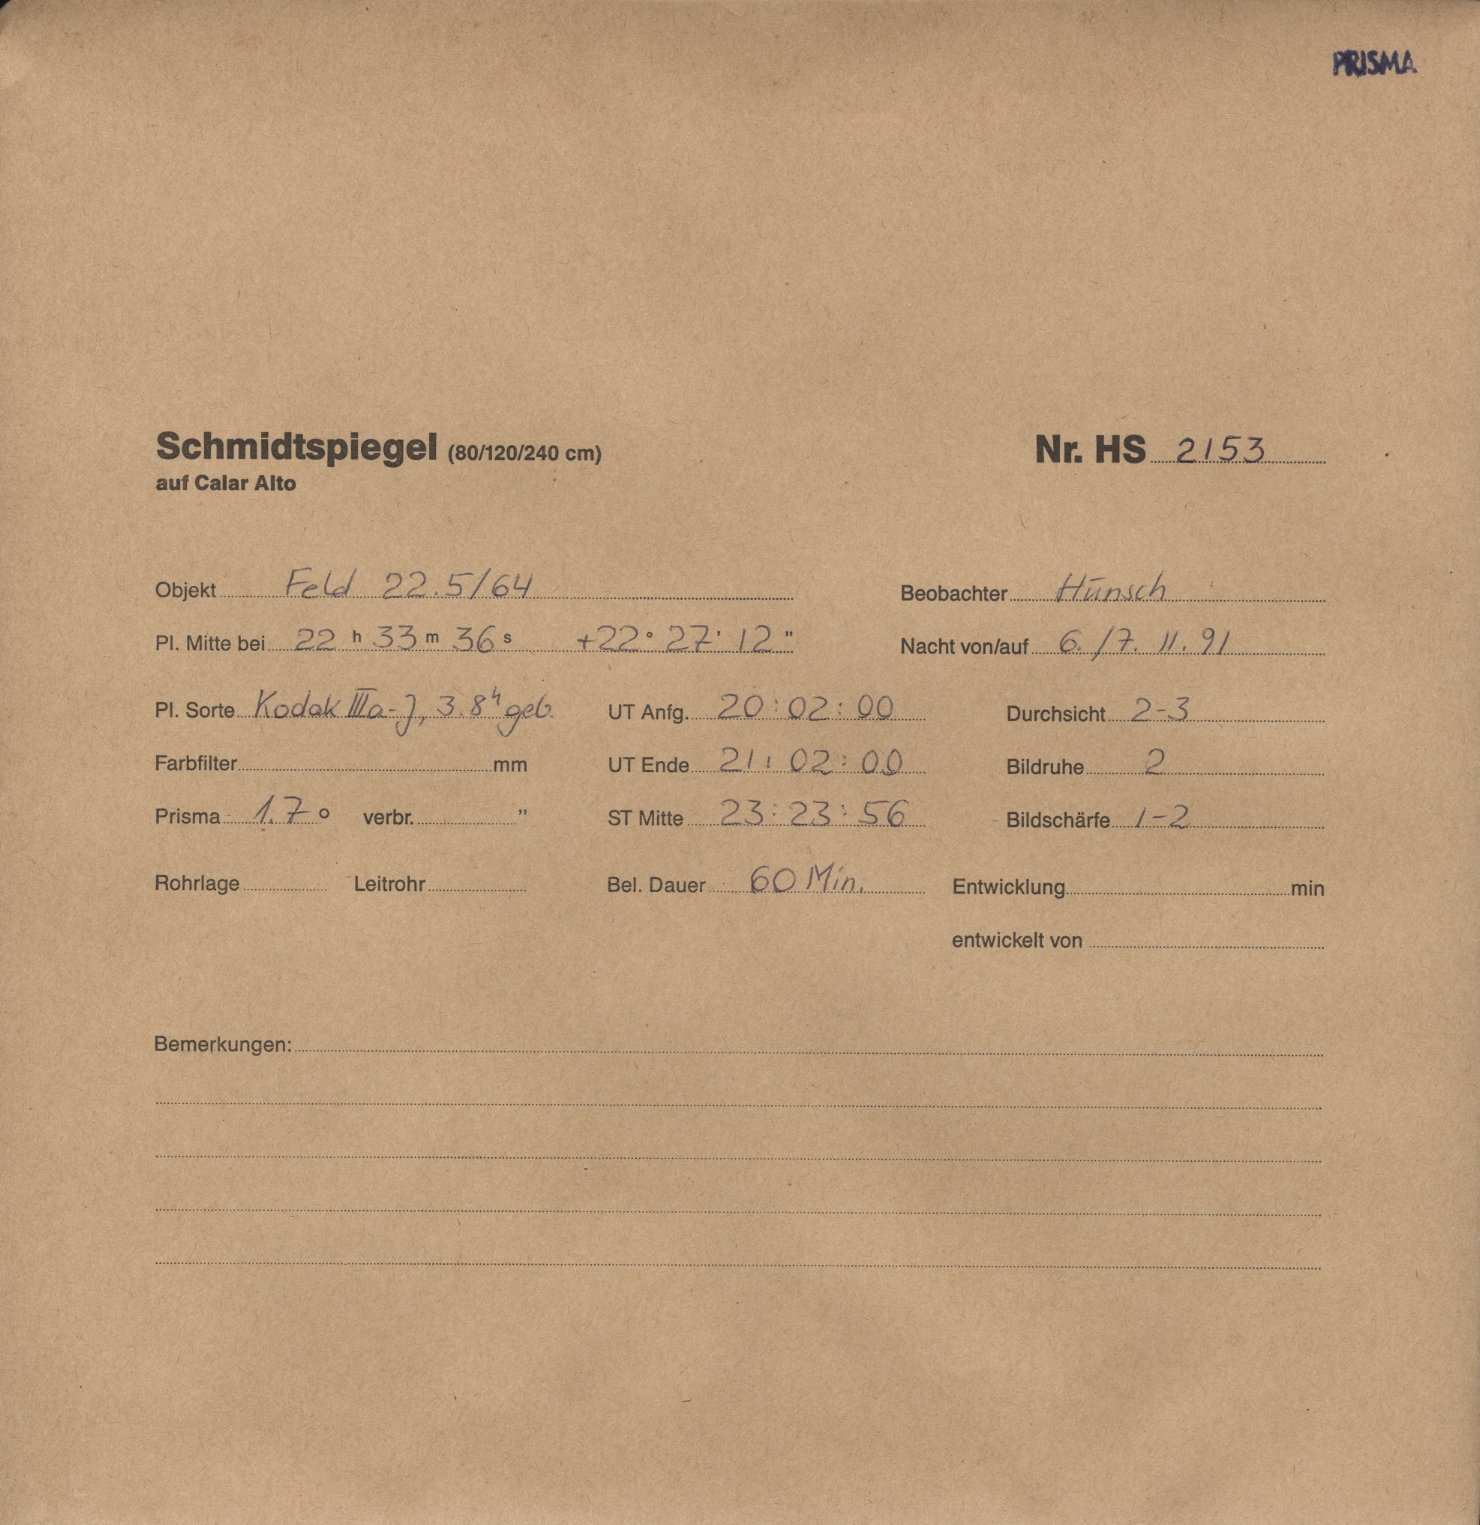 PRISMA
Schmidtspiegel (80/120/240 cm) Nr. HS 2153
auf Calar Alto
Objekt Feld 22.5/64 Beobachter Hünsch
Pl. Mitte bei 22 h 33 m 36 s +22° 27' 12" Nacht von/auf 6./7. 11. 91
Pl. Sorte Kodak IIIa-J, 3.8h geb. UT Anfg. 20:02:00 Durchsicht 2-3
Farbfilter mm UT Ende 21:02:00 Bildruhe 2
Prisma 1.7° verbr. " ST Mitte 23:23:56 Bildschärfe 1-2
Rohrlage Leitrohr Bel. Dauer 60 Min. Entwicklung min
entwickelt von
Bemerkungen: